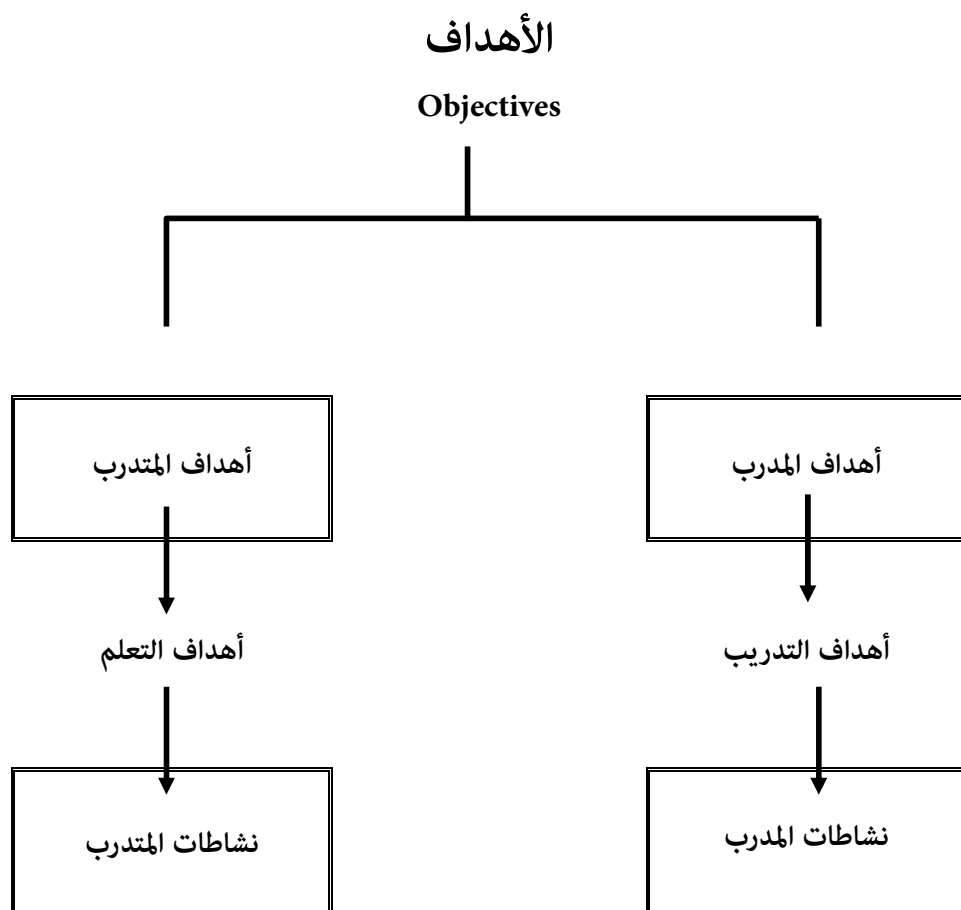 الأهداف
Objectives
أهداف المدرب
أهداف المتدرب
أهداف التدريب
أهداف التعلم
نشاطات المدرب
نشاطات المتدرب